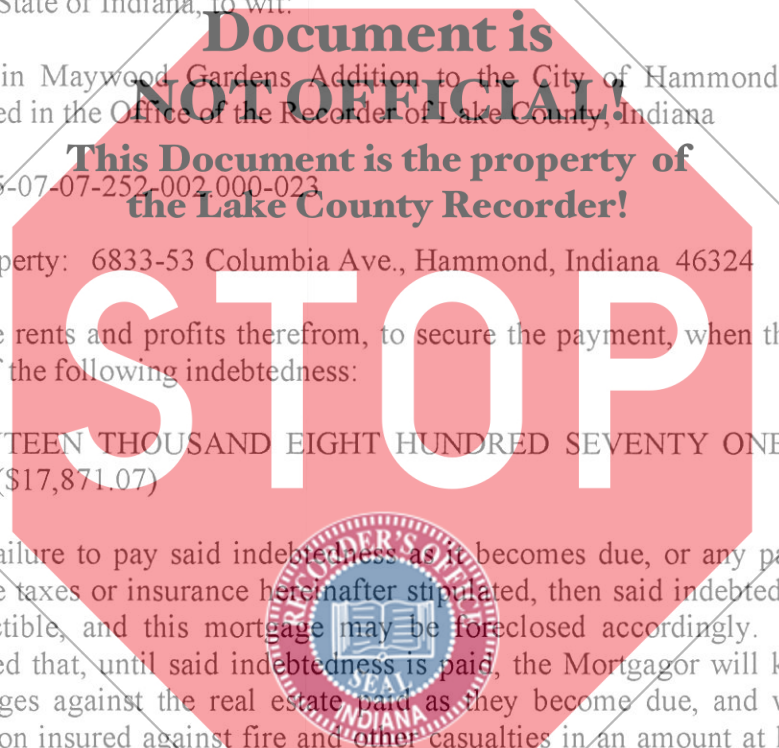 State of Indiana, to wit:
Document is
in Maywood Gardens Addition to the City of Hammond
NOT OFFICIAL!
ed in the Office of the Recorder of Lake County, Indiana
This Document is the property of
5-07-07-252-002.000-023
the Lake County Recorder!
perty: 6833-53 Columbia Ave., Hammond, Indiana 46324
STOP
e rents and profits therefrom, to secure the payment, when th
f the following indebtedness:
TEEN THOUSAND EIGHT HUNDRED SEVENTY ONE
($17,871.07)
ailure to pay said indebtedness as it becomes due, or any pa
e taxes or insurance hereinafter stipulated, then said indebted
ctible, and this mortgage may be foreclosed accordingly.
ed that, until said indebtedness is paid, the Mortgagor will k
ges against the real estate paid as they become due, and v
on insured against fire and other casualties in an amount at
RECORDER'S OFFICE
SEAL
INDIANA